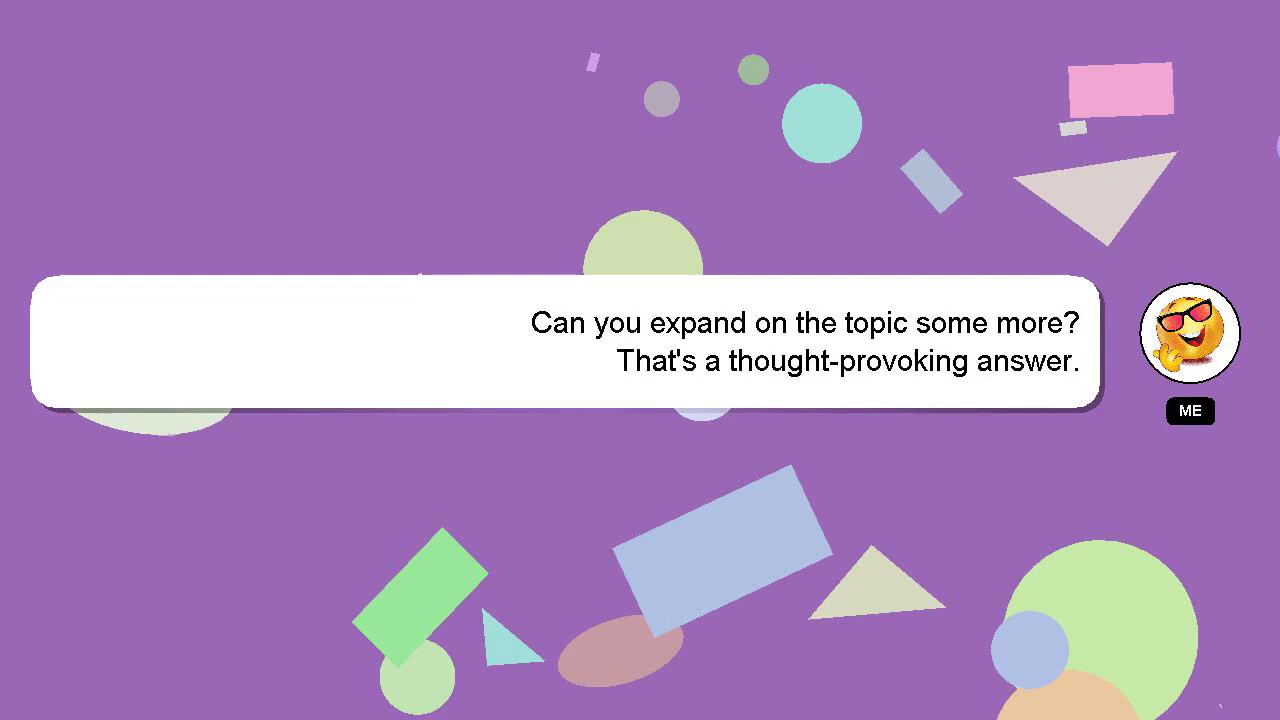 Can you expand on the topic some more?
That's a thought-provoking answer.
ME